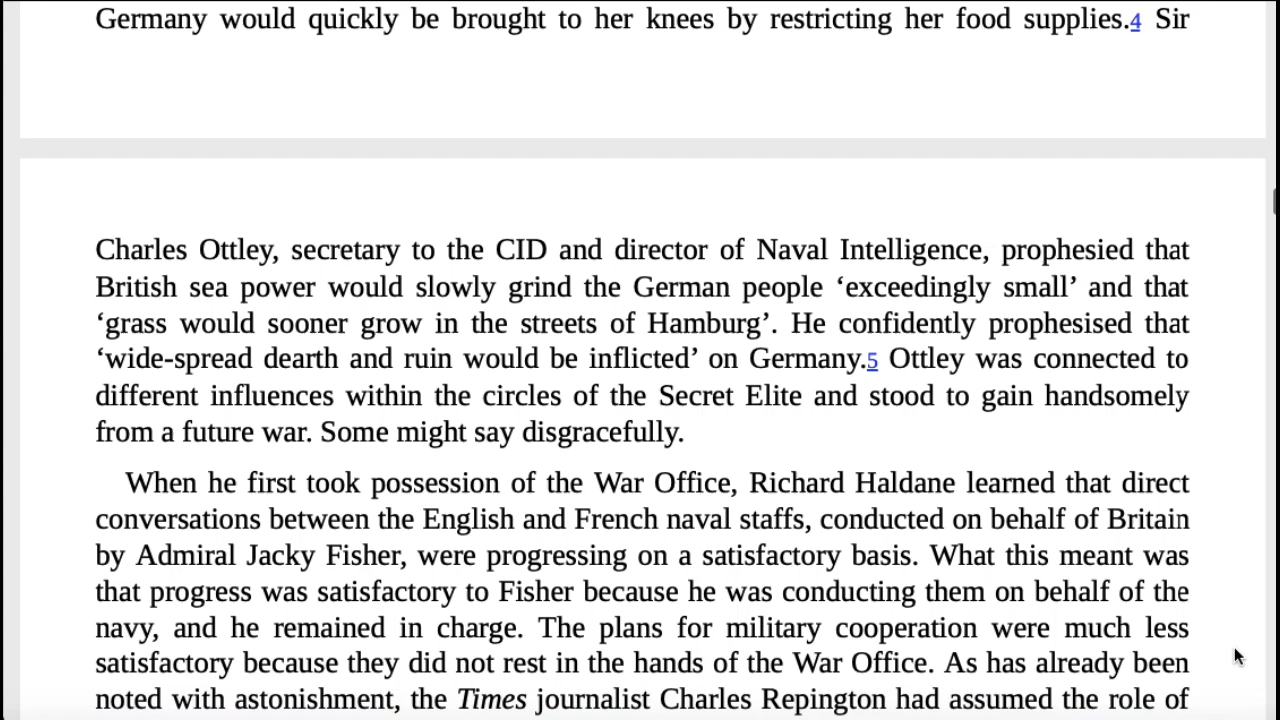 Germany would quickly be brought to her knees by restricting her food supplies.4 Sir
Charles Ottley, secretary to the CID and director of Naval Intelligence, prophesied that
British sea power would slowly grind the German people ‘exceedingly small’ and that
‘grass would sooner grow in the streets of Hamburg’. He confidently prophesised that
‘wide-spread dearth and ruin would be inflicted’ on Germany.5 Ottley was connected to
different influences within the circles of the Secret Elite and stood to gain handsomely
from a future war. Some might say disgracefully.
When he first took possession of the War Office, Richard Haldane learned that direct
conversations between the English and French naval staffs, conducted on behalf of Britain
by Admiral Jacky Fisher, were progressing on a satisfactory basis. What this meant was
that progress was satisfactory to Fisher because he was conducting them on behalf of the
navy, and he remained in charge. The plans for military cooperation were much less
satisfactory because they did not rest in the hands of the War Office. As has already been
noted with astonishment, the Times journalist Charles Repington had assumed the role of